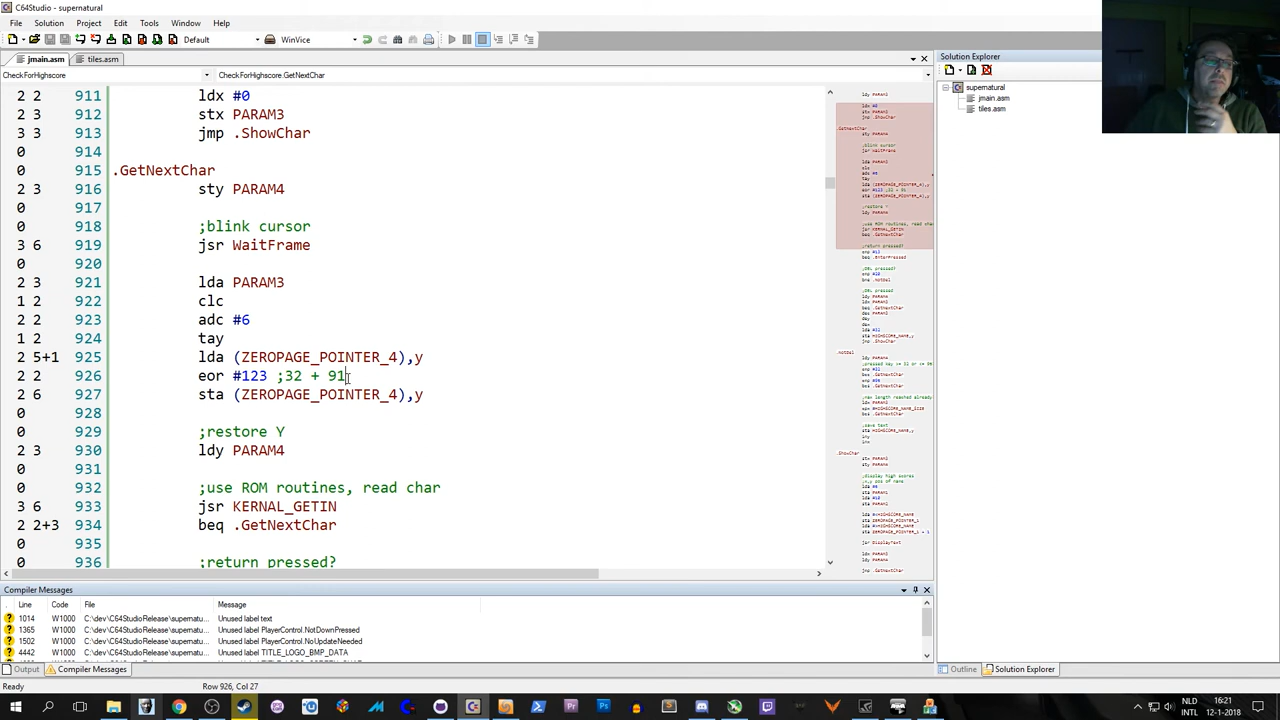 C64Studio - supernatural
File Solution Project Edit Tools Window Help
Default WinVice
jmain.asm tiles.asm
CheckForHighscore CheckForHighscore.GetNextChar
2 2 911 ldx #0
2 3 912 stx PARAM3
3 3 913 jmp .ShowChar
0 914
0 915 .GetNextChar
2 3 916 sty PARAM4
0 917
0 918 ;blink cursor
3 6 919 jsr WaitFrame
0 920
2 3 921 lda PARAM3
1 2 922 clc
2 2 923 adc #6
1 2 924 tay
2 5+1 925 lda (ZEROPAGE_POINTER_4),y
2 2 926 eor #123 ;32 + 91
2 6 927 sta (ZEROPAGE_POINTER_4),y
0 928
0 929 ;restore Y
2 3 930 ldy PARAM4
0 931
0 932 ;use ROM routines, read char
3 6 933 jsr KERNAL_GETIN
2 2+3 934 beq .GetNextChar
0 935
0 936 ;return pressed?
Solution Explorer
supernatural
jmain.asm
tiles.asm
Compiler Messages
Line Code File Message
1014 W1000 C:\dev\C64StudioRelease\supernatu... Unused label text
1365 W1000 C:\dev\C64StudioRelease\supernatu... Unused label PlayerControl.NotDownPressed
1502 W1000 C:\dev\C64StudioRelease\supernatu... Unused label PlayerControl.NoUpdateNeeded
4442 W1000 C:\dev\C64StudioRelease\supernatu... Unused label TITLE_LOGO_BMP_DATA
Output Compiler Messages
Outline Solution Explorer
Ready Row 926, Col 27
NLD
INTL
16:21
12-1-2018